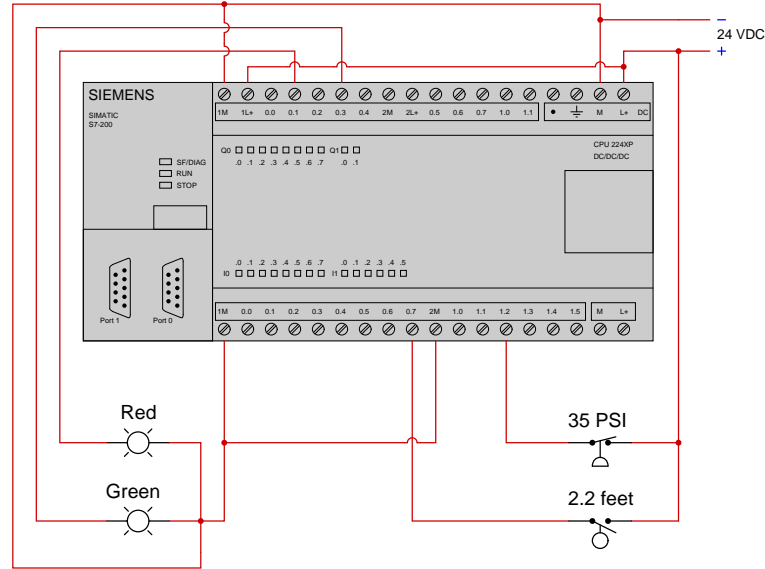 24 VDC
SIEMENS
SIMATIC
S7-200
1M 1L+ 0.0 0.1 0.2 0.3 0.4 2M 2L+ 0.5 0.6 0.7 1.0 1.1 M L+ DC
CPU 224XP
DC/DC/DC
Q0 Q1
.0 .1 .2 .3 .4 .5 .6 .7 .0 .1
SF/DIAG
RUN
STOP
.0 .1 .2 .3 .4 .5 .6 .7 .0 .1 .2 .3 .4 .5
I0 I1
Port 1 Port 0
1M 0.0 0.1 0.2 0.3 0.4 0.5 0.6 0.7 2M 1.0 1.1 1.2 1.3 1.4 1.5 M L+
Red
35 PSI
Green
2.2 feet